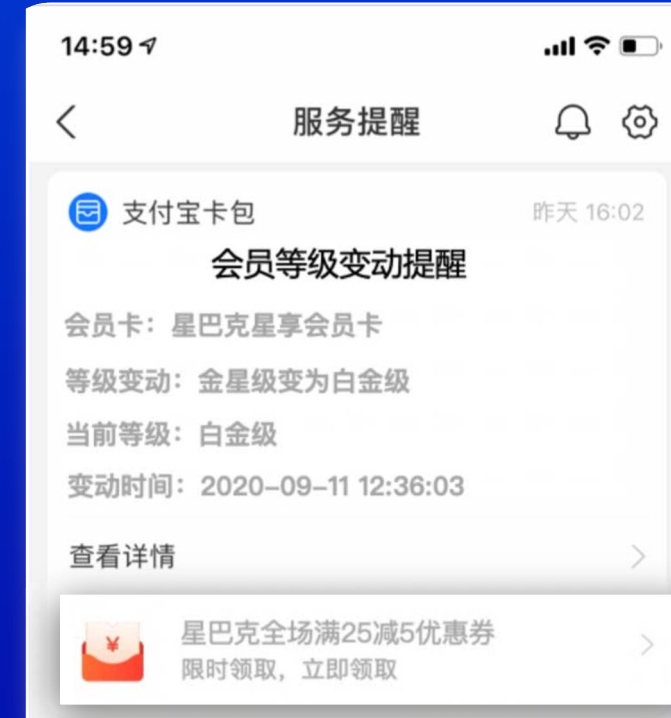 14:59
服务提醒
支付宝卡包
昨天 16:02
会员等级变动提醒
会员卡：星巴克星享会员卡
等级变动：金星级变为白金级
当前等级：白金级
变动时间：2020-09-11 12:36:03
查看详情
¥
星巴克全场满25减5优惠券
限时领取，立即领取